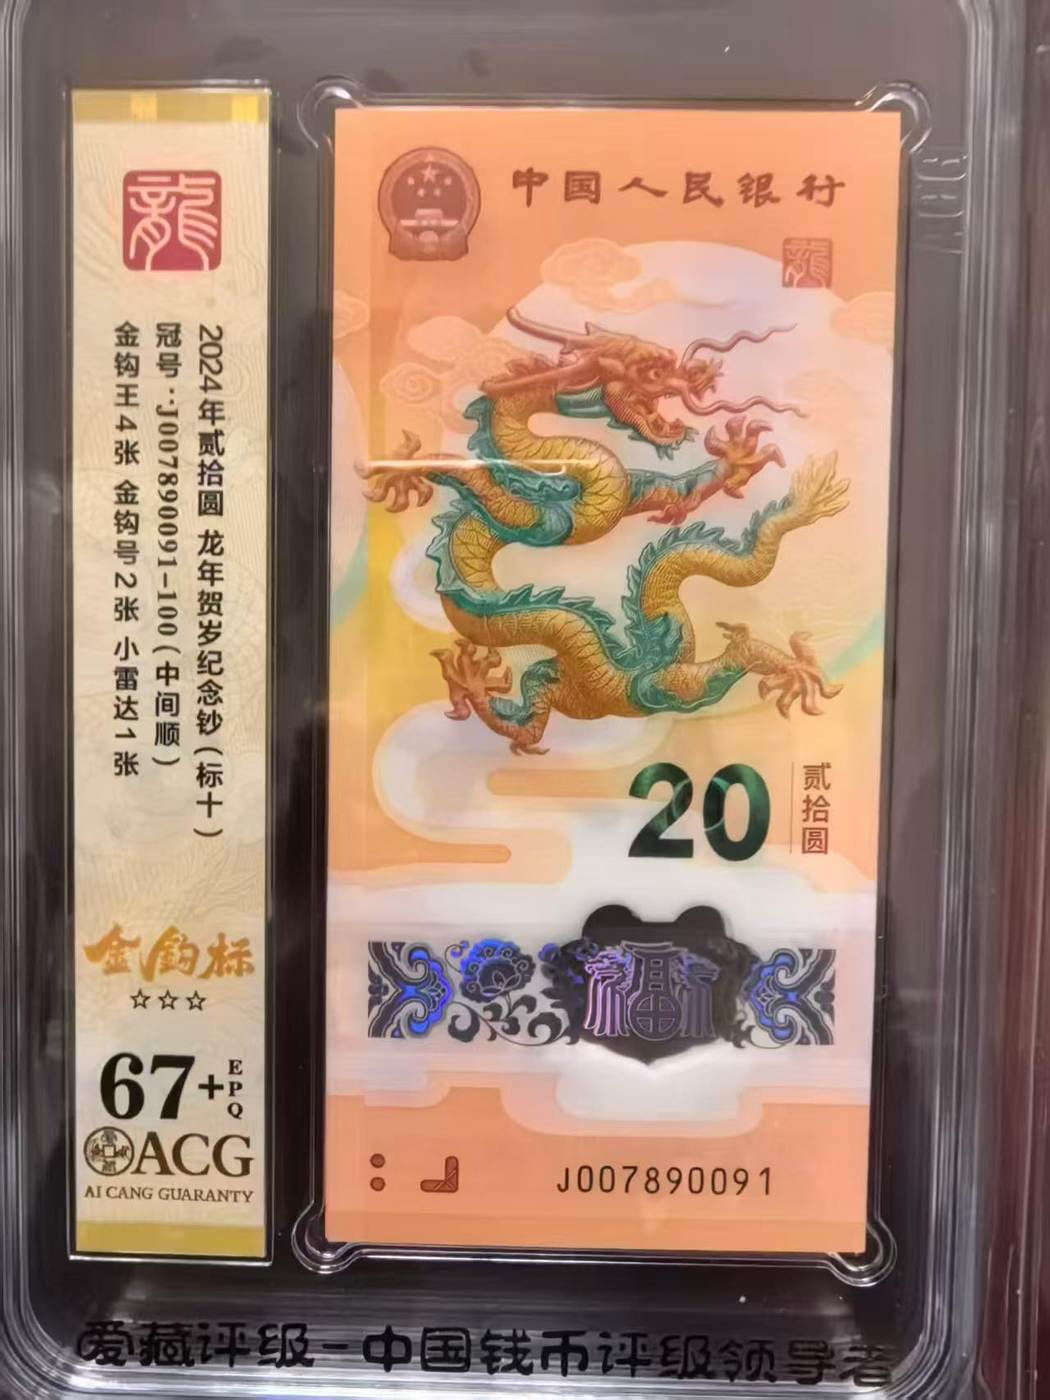 龍
2024年贰拾圆 龙年贺岁纪念钞(标十)
冠号:J007890091-100(中间顺)
金钩王4张 金钩号2张 小雷达1张
金钩标
☆☆☆
67+EPQ
ACG
AI CANG GUARANTY
中国人民银行
龍
20
贰拾圆
福
J007890091
爱藏评级-中国钱币评级领导者